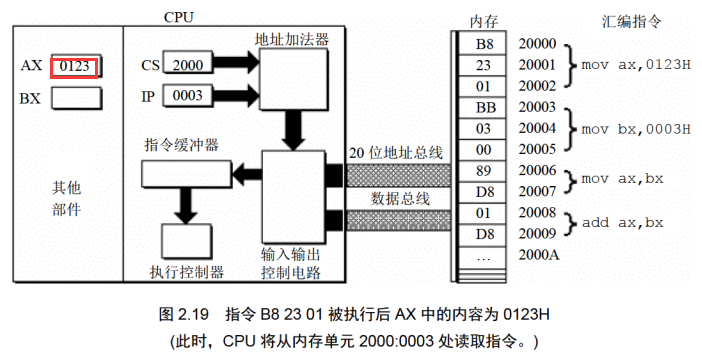 CPU
内存
汇编指令
地址加法器
AX 0123
CS 2000
BX
IP 0003
指令缓冲器
20 位地址总线
数据总线
其他
部件
执行控制器
输入输出
控制电路
B8 20000
23 20001 mov ax,0123H
01 20002
BB 20003
03 20004 mov bx,0003H
00 20005
89 20006
mov ax,bx
D8 20007
01 20008
add ax,bx
D8 20009
… 2000A
图 2.19 指令 B8 23 01 被执行后 AX 中的内容为 0123H
(此时，CPU 将从内存单元 2000:0003 处读取指令。)